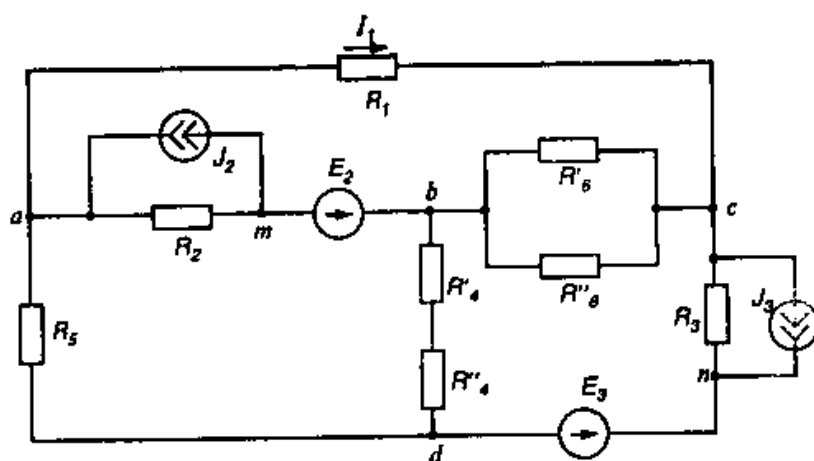 I₁
R₁
J₂
E₂
b
R'₆
a
R₂
m
c
R''₆
R'₄
J₃
R₃
R₅
R''₄
E₃
n
d